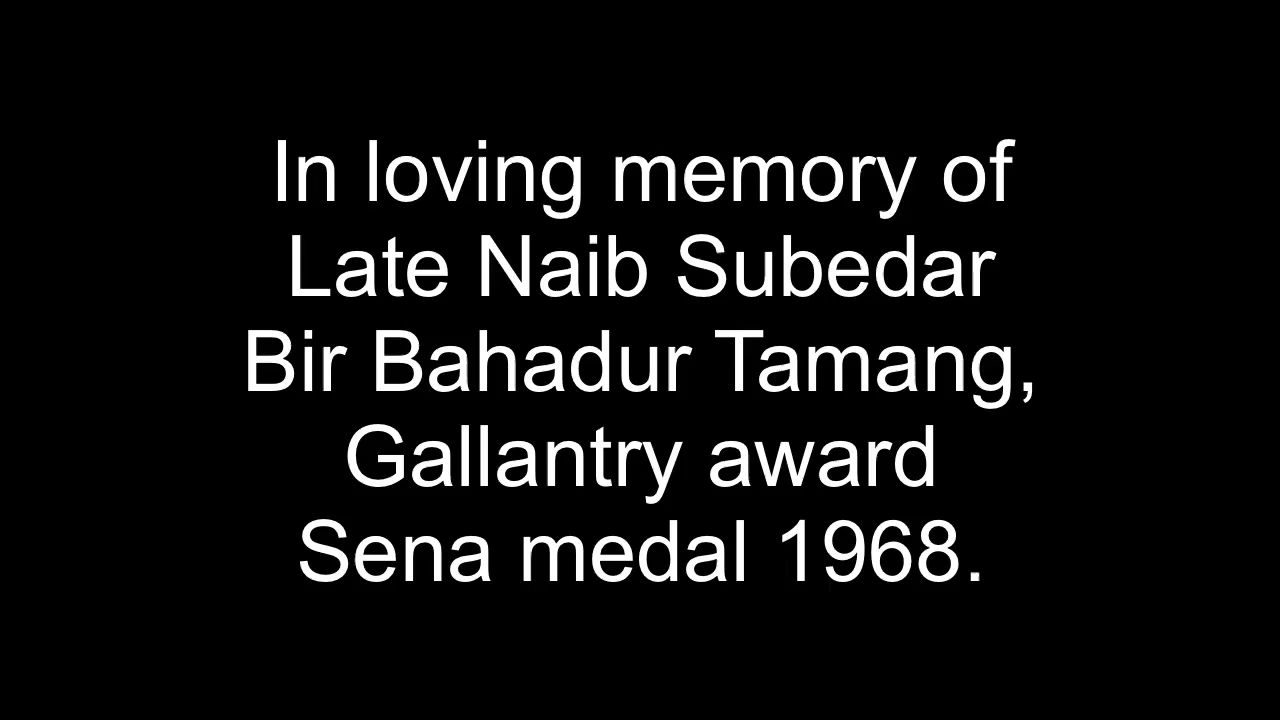 In loving memory of
Late Naib Subedar
Bir Bahadur Tamang,
Gallantry award
Sena medal 1968.